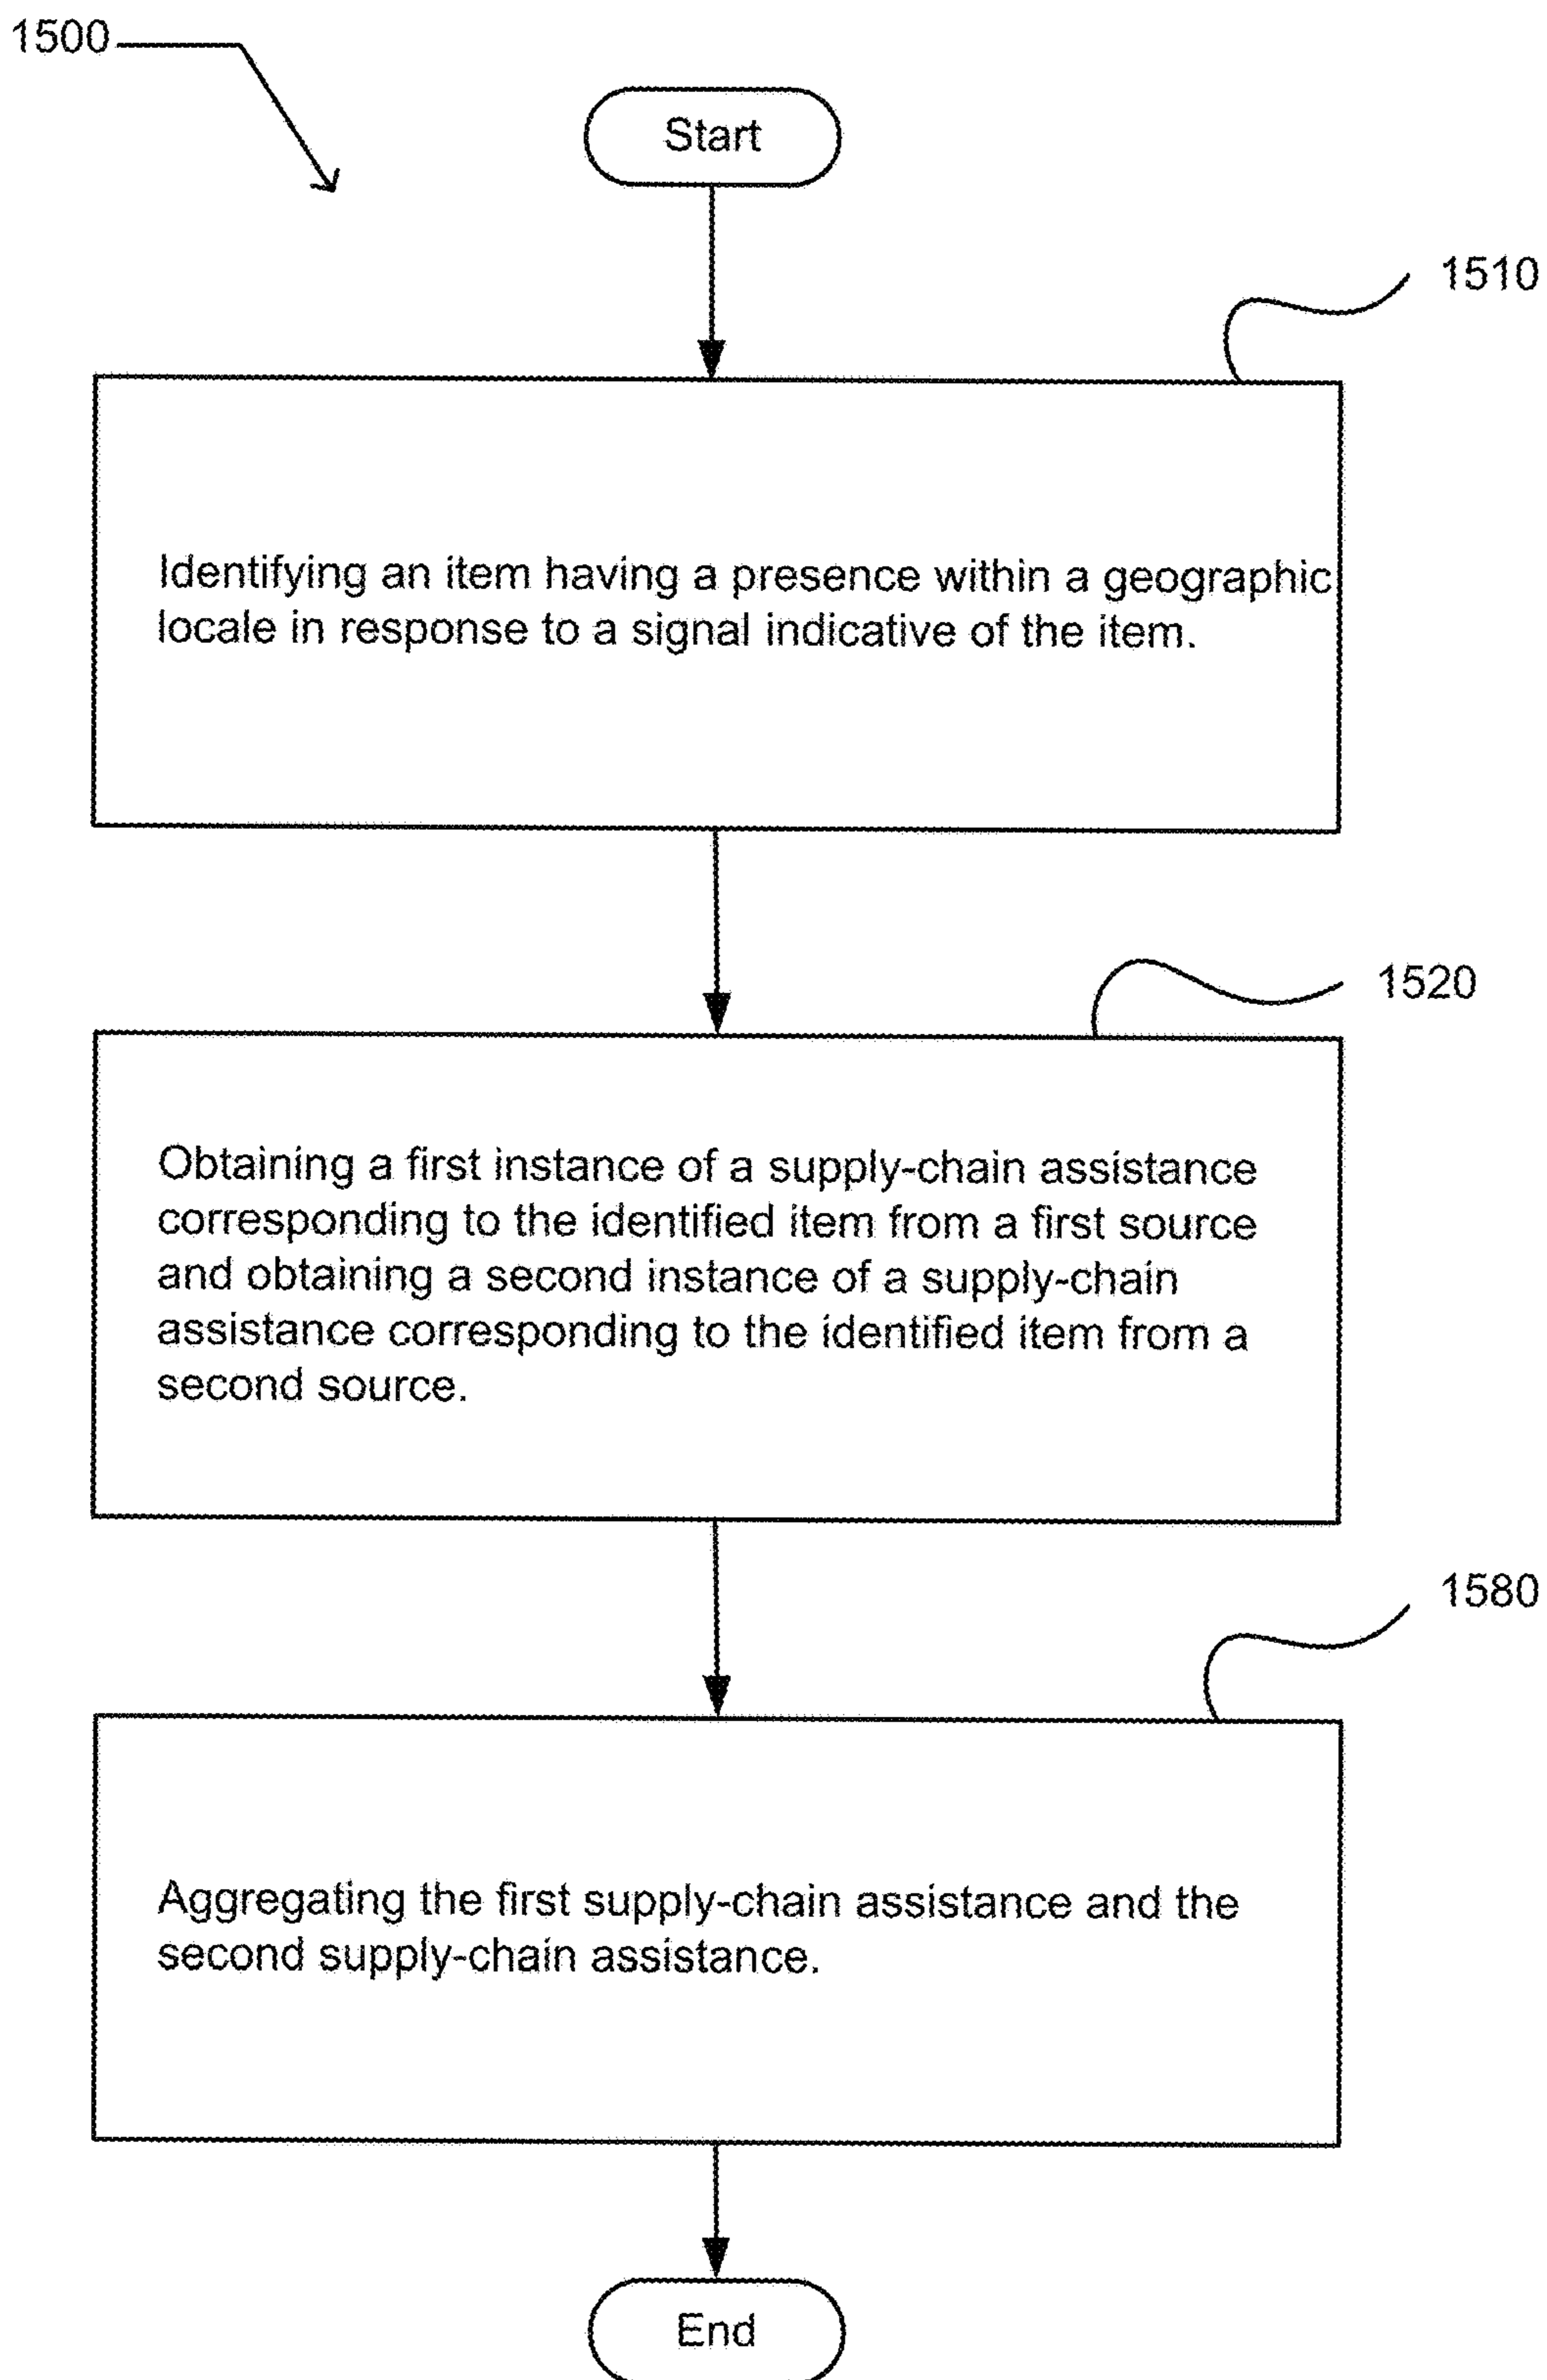 1500
Start
1510
Identifying an item having a presence within a geographic
locale in response to a signal indicative of the item.
1520
Obtaining a first instance of a supply-chain assistance
corresponding to the identified item from a first source
and obtaining a second instance of a supply-chain
assistance corresponding to the identified item from a
second source.
1580
Aggregating the first supply-chain assistance and the
second supply-chain assistance.
End